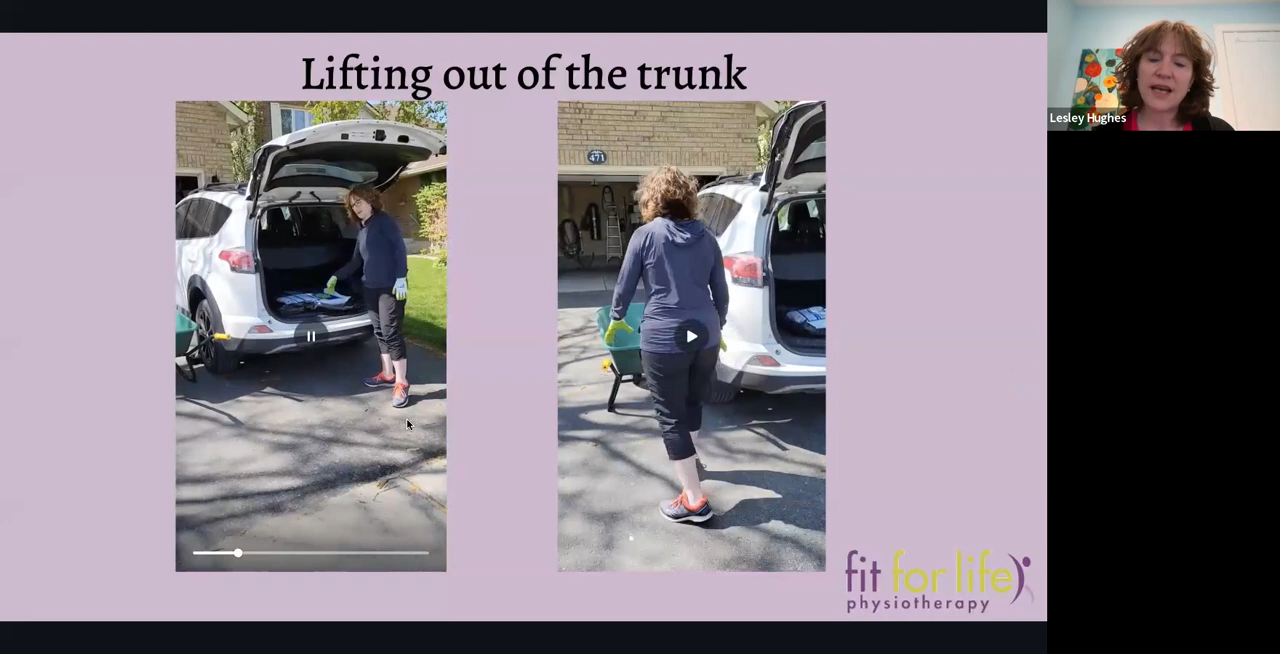 Lifting out of the trunk
471
Lesley Hughes
fit for life
physiotherapy